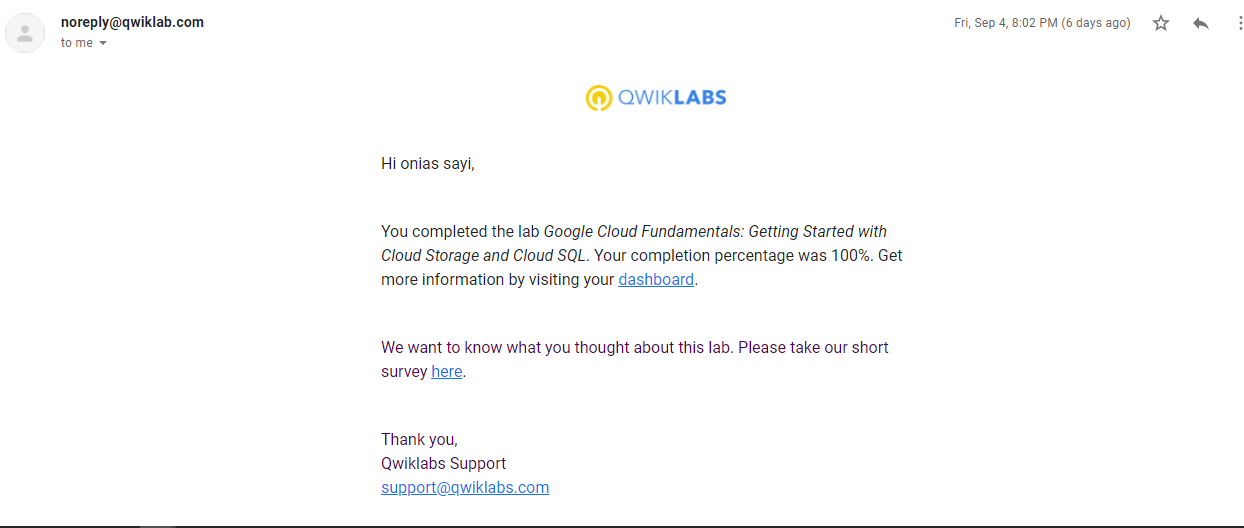 noreply@qwiklab.com
Fri, Sep 4, 8:02 PM (6 days ago)
to me
QWIKLABS
Hi onias sayi,
You completed the lab Google Cloud Fundamentals: Getting Started with
Cloud Storage and Cloud SQL. Your completion percentage was 100%. Get
more information by visiting your dashboard.
We want to know what you thought about this lab. Please take our short
survey here.
Thank you,
Qwiklabs Support
support@qwiklabs.com